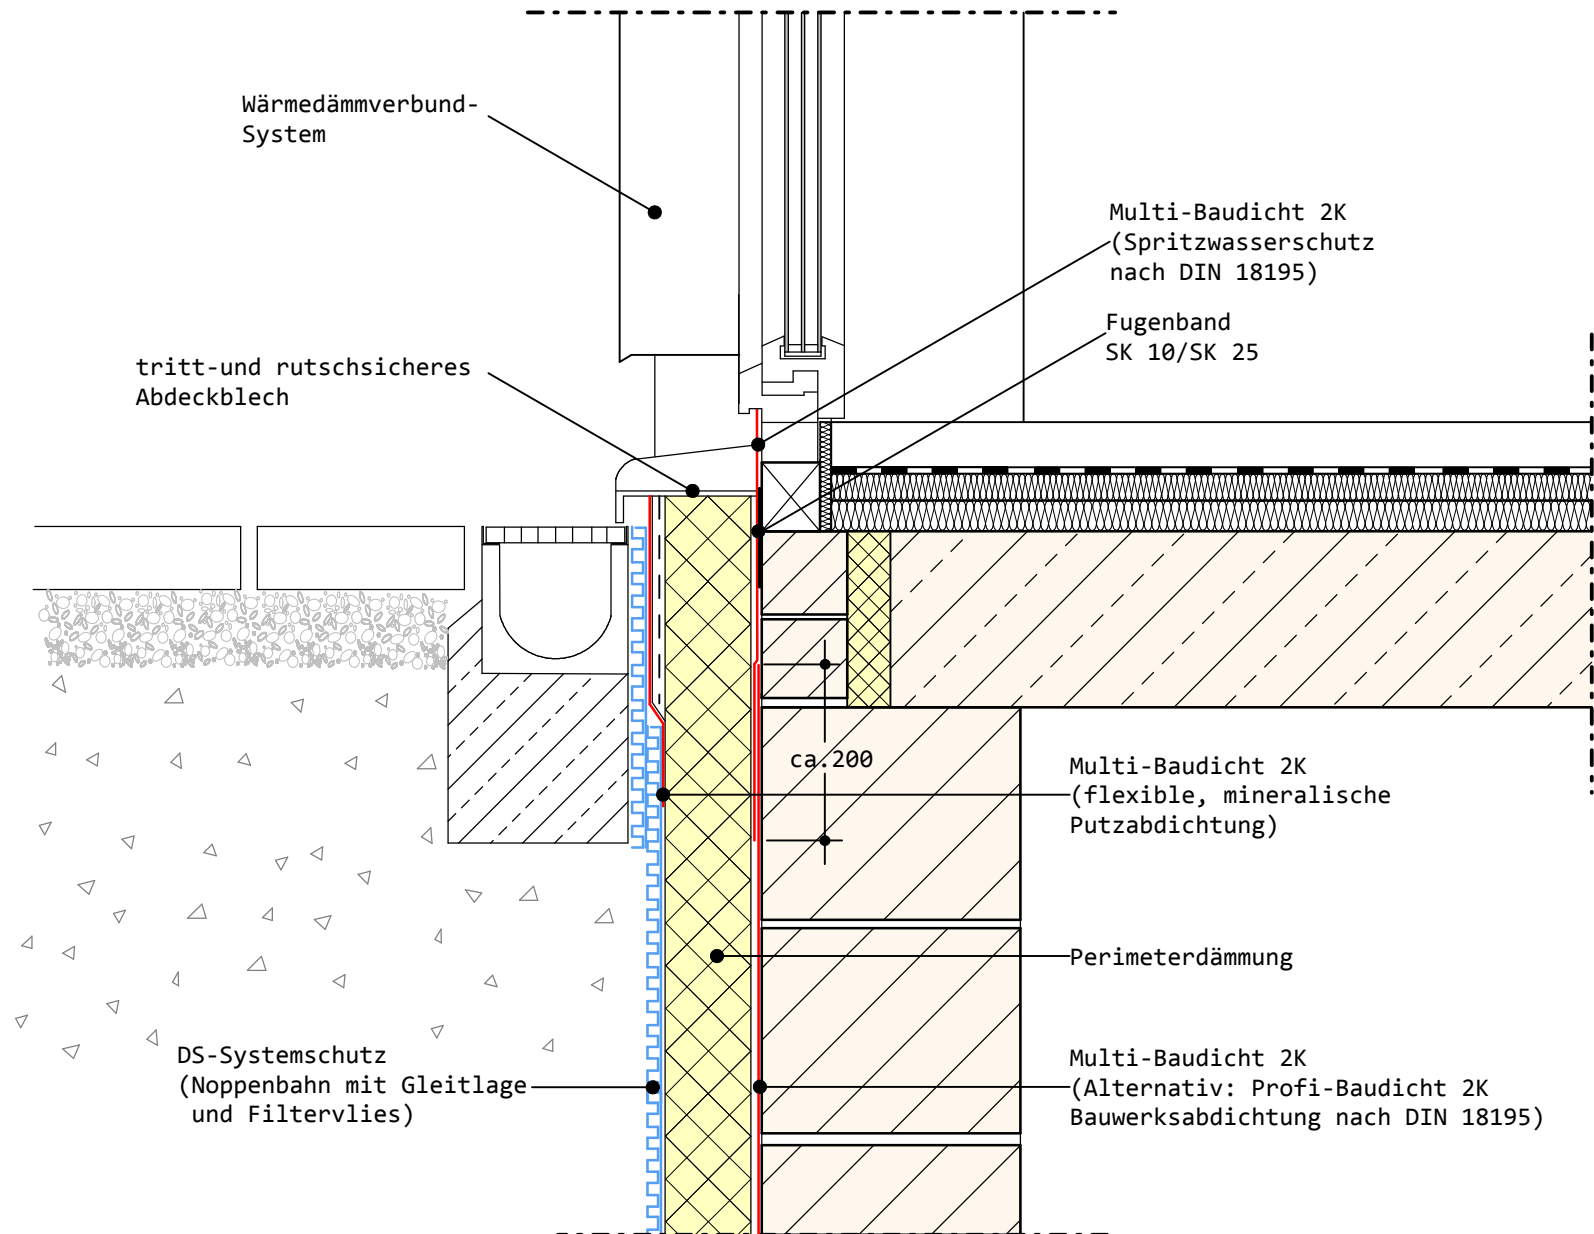 Wärmedämmverbund-
System
Multi-Baudicht 2K
(Spritzwasserschutz
nach DIN 18195)
Fugenband
SK 10/SK 25
tritt-und rutschsicheres
Abdeckblech
ca.200
Multi-Baudicht 2K
(flexible, mineralische
Putzabdichtung)
Perimeterdämmung
DS-Systemschutz
(Noppenbahn mit Gleitlage
und Filtervlies)
Multi-Baudicht 2K
(Alternativ: Profi-Baudicht 2K
Bauwerksabdichtung nach DIN 18195)